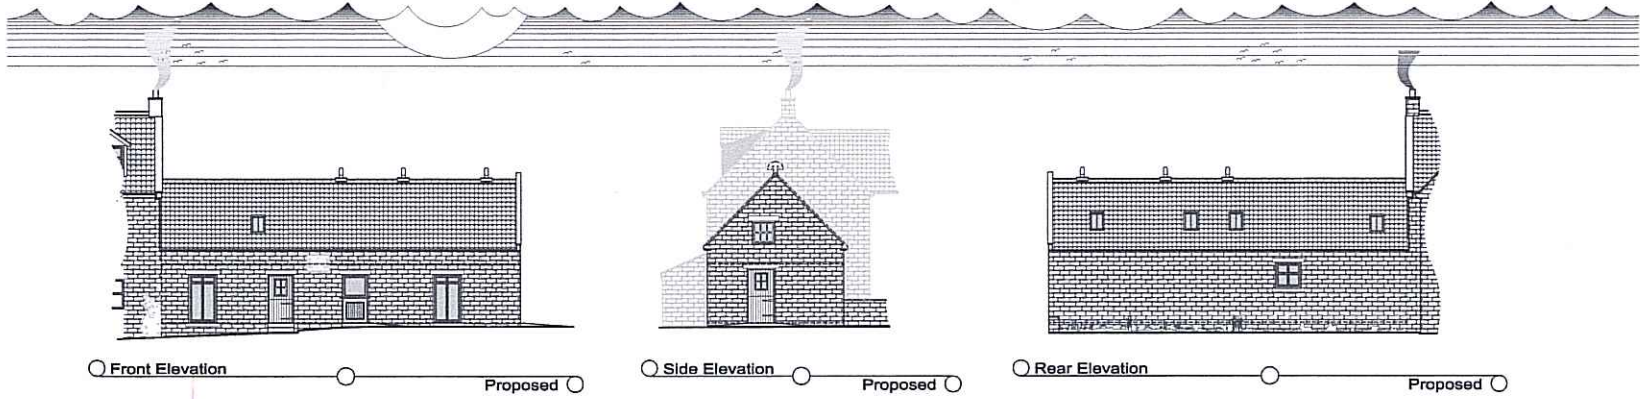 Front Elevation
Proposed
Side Elevation
Proposed
Rear Elevation
Proposed